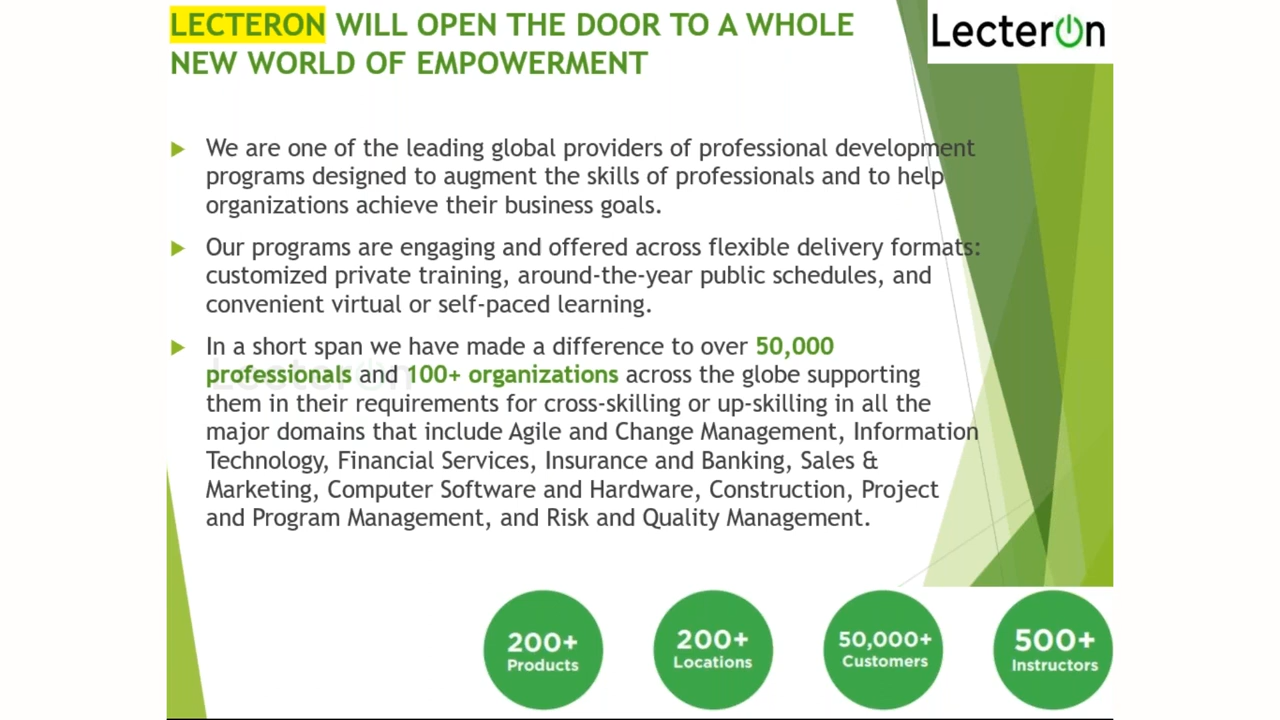 LECTERON WILL OPEN THE DOOR TO A WHOLE
NEW WORLD OF EMPOWERMENT
Lecteron
We are one of the leading global providers of professional development
programs designed to augment the skills of professionals and to help
organizations achieve their business goals.
Our programs are engaging and offered across flexible delivery formats:
customized private training, around-the-year public schedules, and
convenient virtual or self-paced learning.
In a short span we have made a difference to over 50,000
professionals and 100+ organizations across the globe supporting
them in their requirements for cross-skilling or up-skilling in all the
major domains that include Agile and Change Management, Information
Technology, Financial Services, Insurance and Banking, Sales &
Marketing, Computer Software and Hardware, Construction, Project
and Program Management, and Risk and Quality Management.
Lecteron
200+
Products
200+
Locations
50,000+
Customers
500+
Instructors